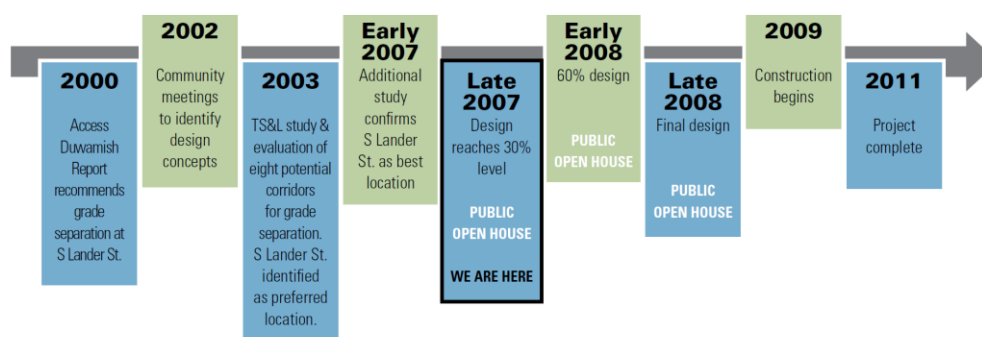 2000
Access
Duwamish
Report
recommends
grade
separation at
S Lander St.
2002
Community
meetings
to identify
design
concepts
2003
TS&L study &
evaluation of
eight potential
corridors
for grade
separation.
S Lander St.
identified
as preferred
location.
Early
2007
Additional
study
confirms
S Lander
St. as best
location
Late
2007
Design
reaches 30%
level
PUBLIC
OPEN HOUSE
WE ARE HERE
Early
2008
60% design
PUBLIC
OPEN HOUSE
Late
2008
Final design
PUBLIC
OPEN HOUSE
2009
Construction
begins
2011
Project
complete